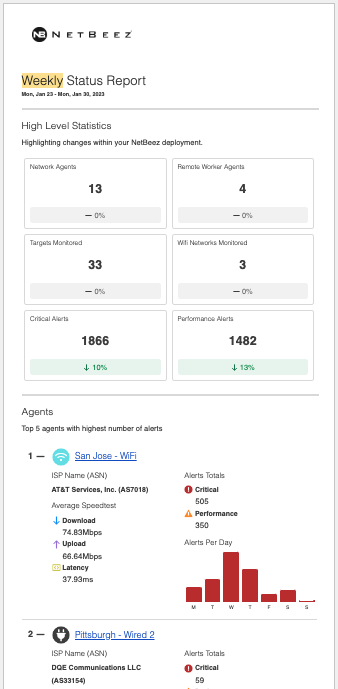 NB NETBEEZ
Weekly Status Report
Mon, Jan 23 - Mon, Jan 30, 2023
High Level Statistics
Highlighting changes within your NetBeez deployment.
Network Agents
13
— 0%
Remote Worker Agents
4
— 0%
Targets Monitored
33
— 0%
Wifi Networks Monitored
3
— 0%
Critical Alerts
1866
↓ 10%
Performance Alerts
1482
↓ 13%
Agents
Top 5 agents with highest number of alerts
1 — San Jose - WiFi
ISP Name (ASN)
AT&T Services, Inc. (AS7018)
Average Speedtest
Download
74.83Mbps
Upload
66.64Mbps
Latency
37.93ms
Alerts Totals
Critical
505
Performance
350
Alerts Per Day
M T W T F S S
2 — Pittsburgh - Wired 2
ISP Name (ASN)
DQE Communications LLC
(AS33154)
Alerts Totals
Critical
59